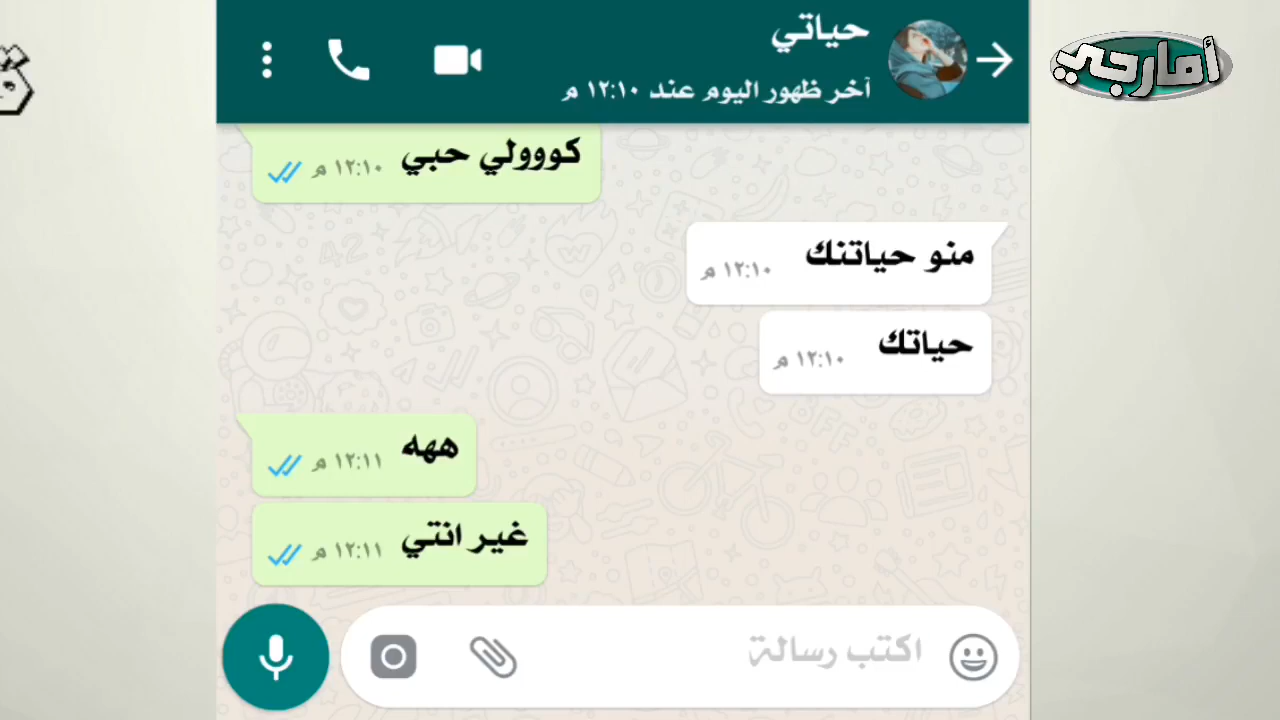 حياتي
آخر ظهور اليوم عند ١٢:١٠ م
أمارجي
كووولي حبي
١٢:١٠ م
منو حياتنك
١٢:١٠ م
حياتك
١٢:١٠ م
ههه
١٢:١١ م
غير انتي
١٢:١١ م
اكتب رسالة